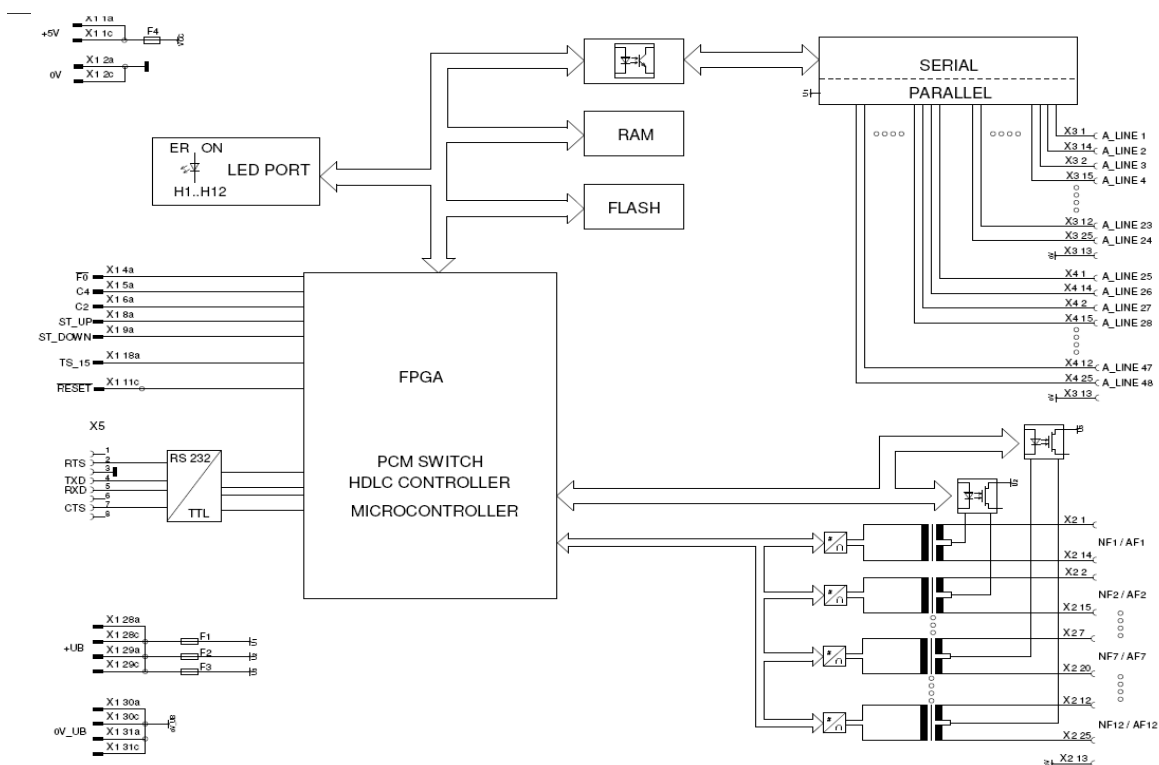 X1 1a
+5V
X1 1c
F4
X1 2a
0V
X1 2c
SERIAL
PARALLEL
RAM
FLASH
ER ON
LED PORT
H1..H12
X3 1 A_LINE 1
X3 14 A_LINE 2
X3 2 A_LINE 3
X3 15 A_LINE 4
X3 12 A_LINE 23
X3 25 A_LINE 24
X3 13
X4 1 A_LINE 25
X4 14 A_LINE 26
X4 2 A_LINE 27
X4 15 A_LINE 28
X4 12 A_LINE 47
X4 25 A_LINE 48
X3 13
F0 X1 4a
C4 X1 5a
C2 X1 6a
ST_UP X1 8a
ST_DOWN X1 9a
TS_15 X1 18a
RESET X1 11c
FPGA
PCM SWITCH
HDLC CONTROLLER
MICROCONTROLLER
X5
1
RTS 2
3
TXD 4
RXD 5
6
CTS 7
8
RS 232
TTL
X2 1
NF1 / AF1
X2 14
X2 2
NF2 / AF2
X2 15
X2 7
NF7 / AF7
X2 20
X2 12
NF12 / AF12
X2 25
X2 13
X1 28a
X1 28c F1
+UB
X1 29a F2
X1 29c F3
X1 30a
X1 30c
0V_UB
X1 31a
X1 31c